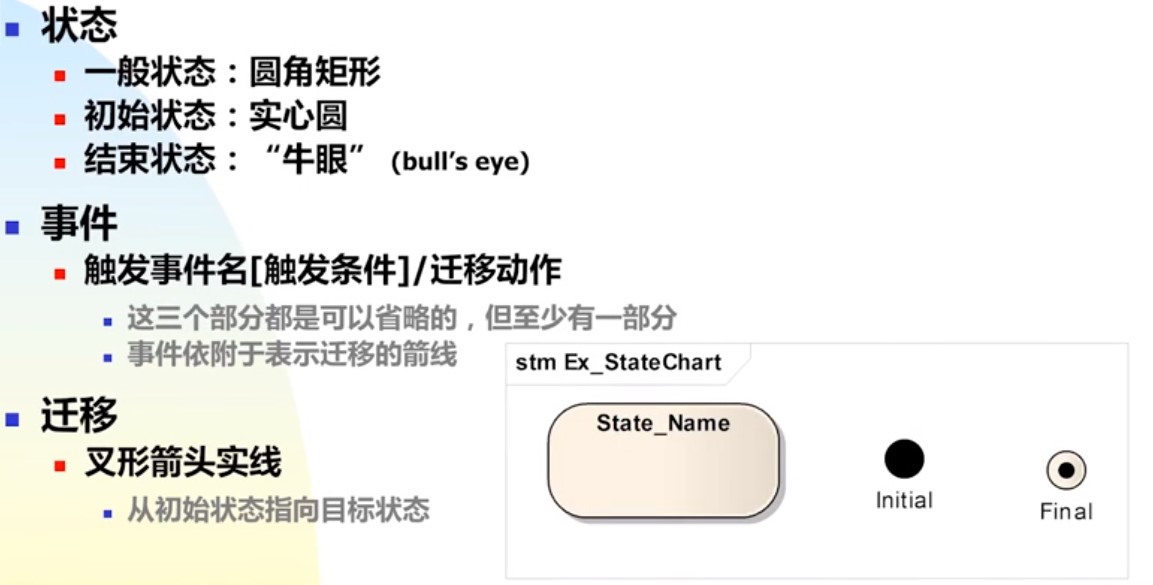 状态
一般状态：圆角矩形
初始状态：实心圆
结束状态：“牛眼” (bull's eye)
事件
触发事件名[触发条件]/迁移动作
这三个部分都是可以省略的，但至少有一部分
事件依附于表示迁移的箭线
迁移
叉形箭头实线
从初始状态指向目标状态
stm Ex_StateChart
State_Name
Initial
Final